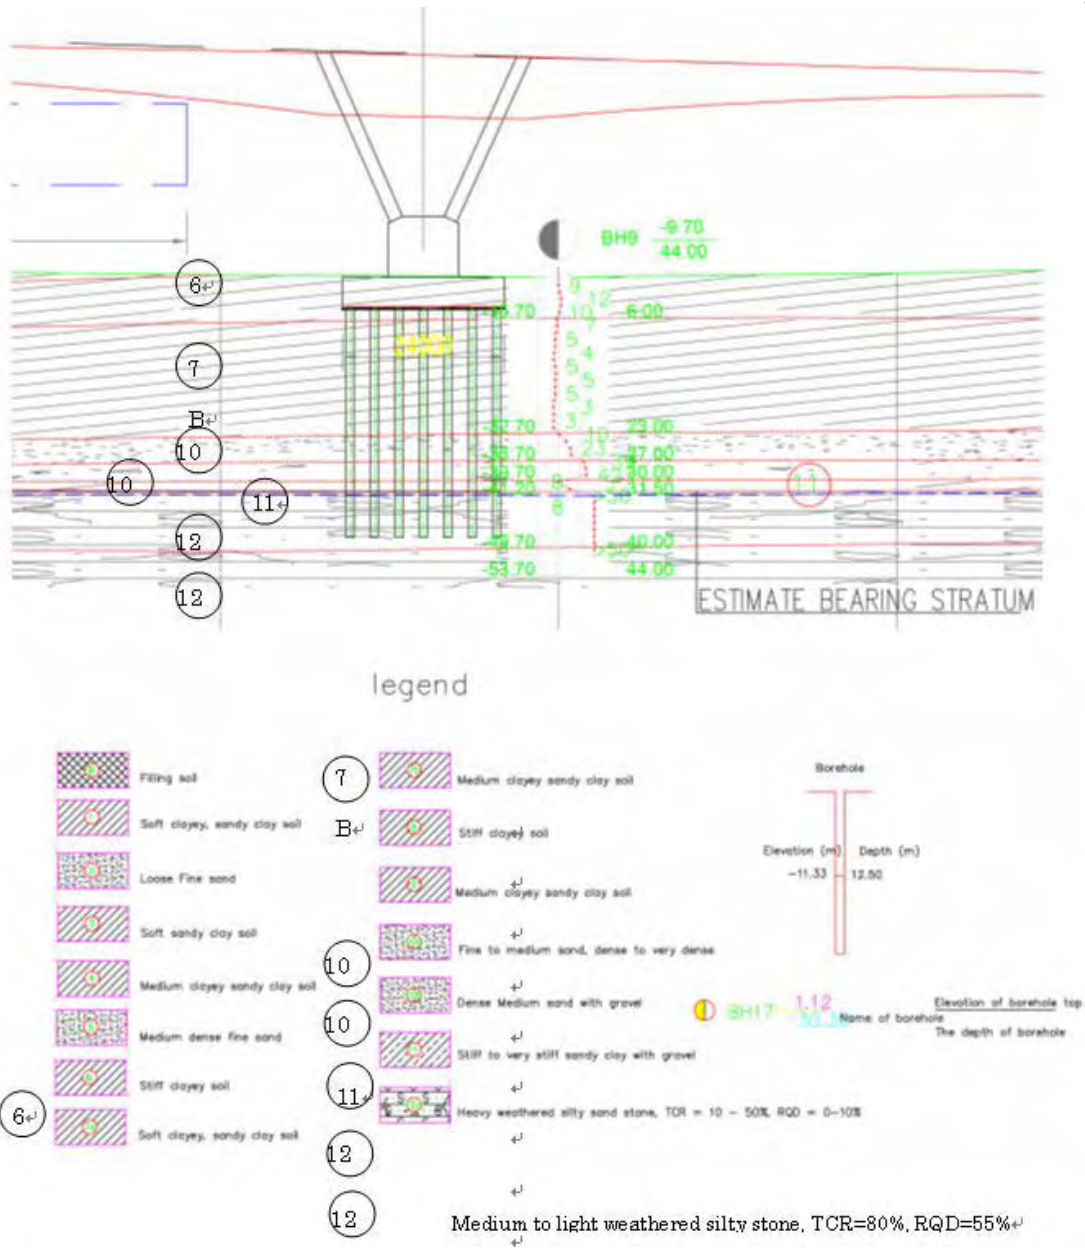 BH9 -9.70
44.00
6
9
12
10
6.00
7
5
4
7
5
5
5
3
B
3
-32.70 23.00
10
10
23
27.00
10
30.00
11
8
11
8
12
-49.70 >50 40.00
-53.70 44.00
12
ESTIMATE BEARING STRATUM
legend
Filling soil
Soft clayey, sandy clay soil
Loose Fine sand
Soft sandy clay soil
Medium clayey sandy clay soil
Medium dense fine sand
Stiff clayey soil
6
Soft clayey, sandy clay soil
7
Medium clayey sandy clay soil
B
Stiff clayey soil
Medium clayey sandy clay soil
10
Fine to medium sand, dense to very dense
10
Dense Medium sand with gravel
Stiff to very stiff sandy clay with gravel
11
Heavy weathered silty sand stone, TCR = 10 - 50%, RQD = 0-10%
12
12
Medium to light weathered silty stone, TCR=80%, RQD=55%
Borehole
Elevation (m) Depth (m)
-11.33 12.50
BH17 1.12
Elevation of borehole top
Name of borehole
The depth of borehole